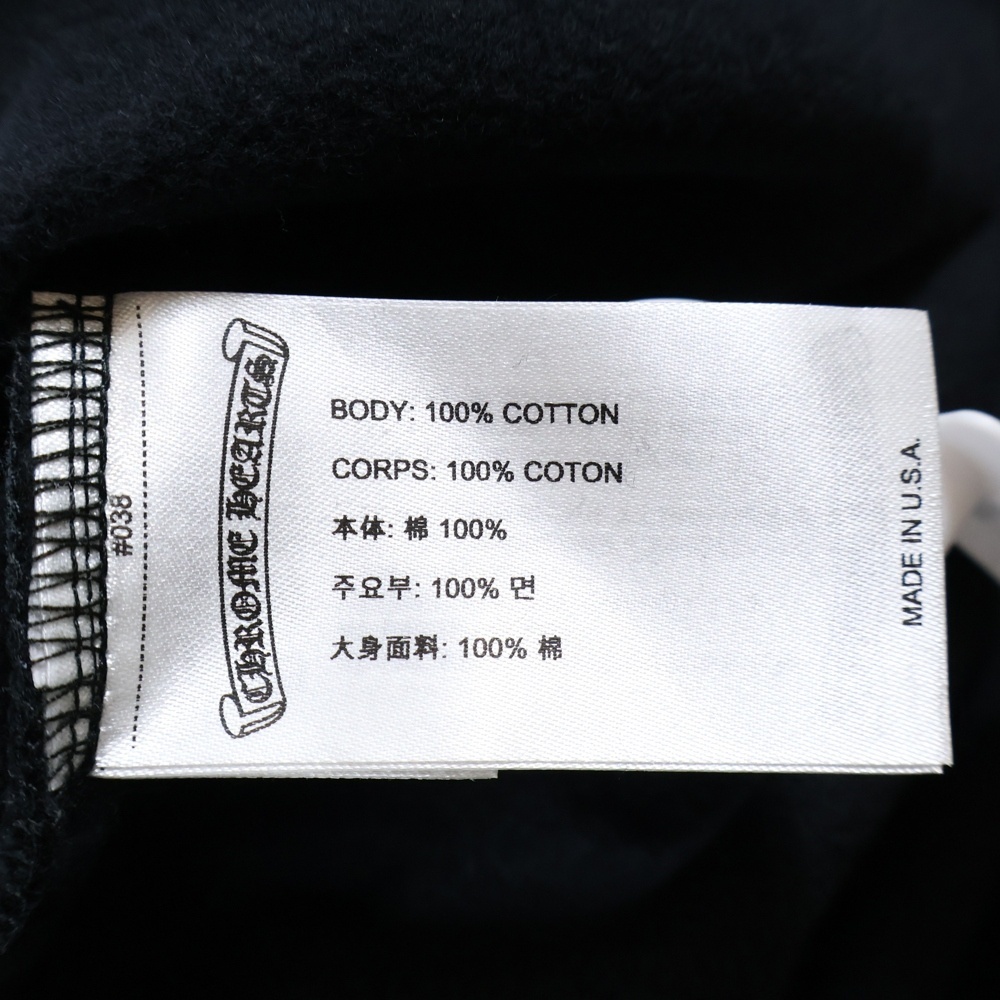 #038
CHROME HEARTS
BODY: 100% COTTON
CORPS: 100% COTON
本体: 棉 100%
주요부: 100% 면
大身面料: 100% 棉
MADE IN U.S.A.